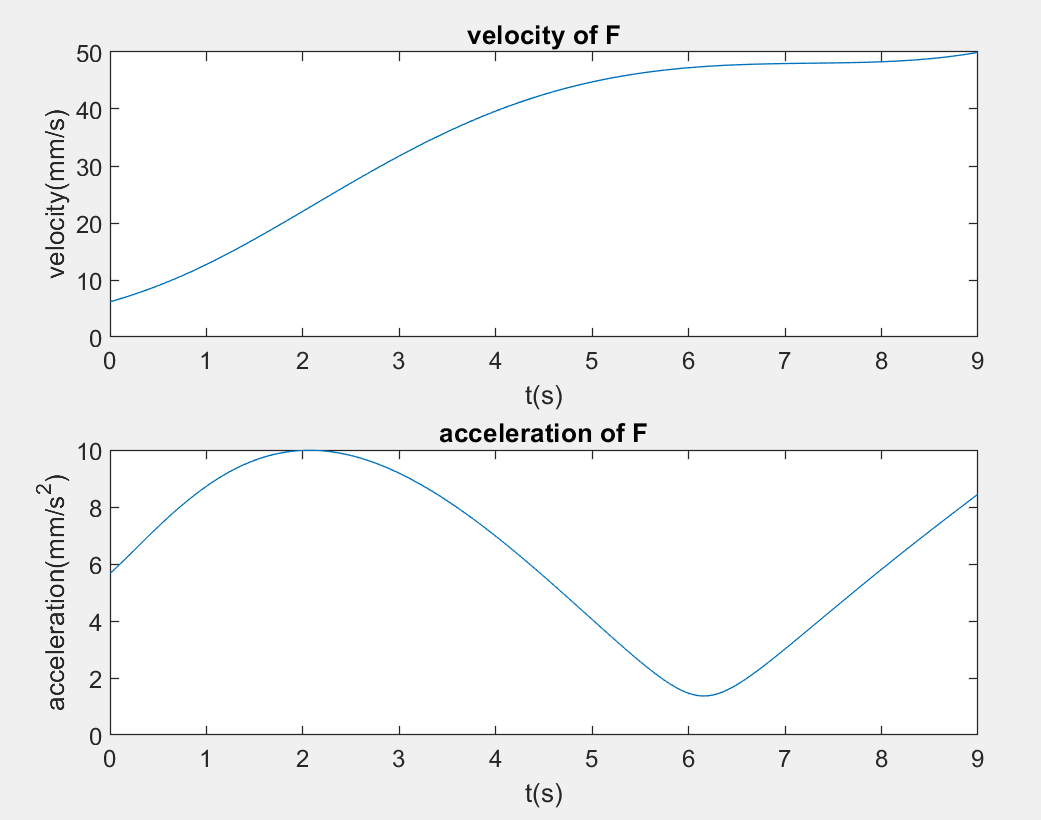 velocity of F
velocity(mm/s)
50
40
30
20
10
0
0 1 2 3 4 5 6 7 8 9
t(s)
acceleration of F
acceleration(mm/s²)
10
8
6
4
2
0
0 1 2 3 4 5 6 7 8 9
t(s)